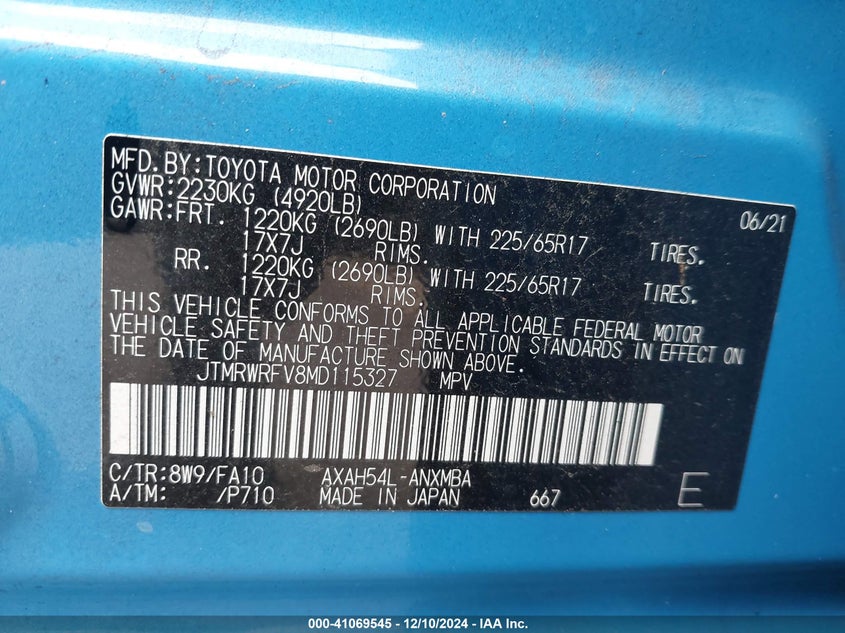 MFD.BY:TOYOTA MOTOR CORPORATION 06/21
GVWR:2230KG (4920LB)
GAWR:FRT. 1220KG (2690LB) WITH 225/65R17 TIRES.
17X7J RIMS.
RR. 1220KG (2690LB) WITH 225/65R17 TIRES.
17X7J RIMS.
THIS VEHICLE CONFORMS TO ALL APPLICABLE FEDERAL MOTOR
VEHICLE SAFETY AND THEFT PREVENTION STANDARDS IN EFFECT ON
THE DATE OF MANUFACTURE SHOWN ABOVE.
JTMRWRFV8MD115327 MPV
C/TR:8W9/FA10 AXAH54L-ANXMBA
A/TM: /P710 MADE IN JAPAN 667 E
000-41069545 - 12/10/2024 - IAA Inc.